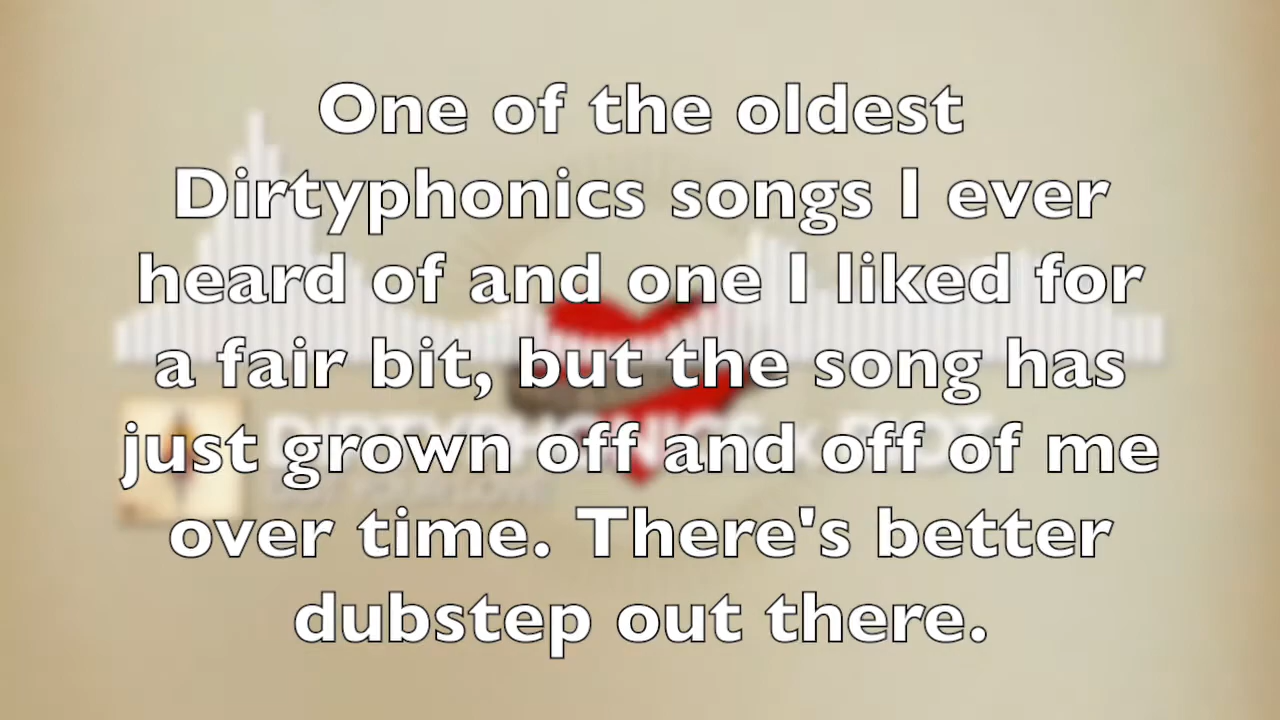 One of the oldest
Dirtyphonics songs I ever
heard of and one I liked for
a fair bit, but the song has
just grown off and off of me
over time. There's better
dubstep out there.